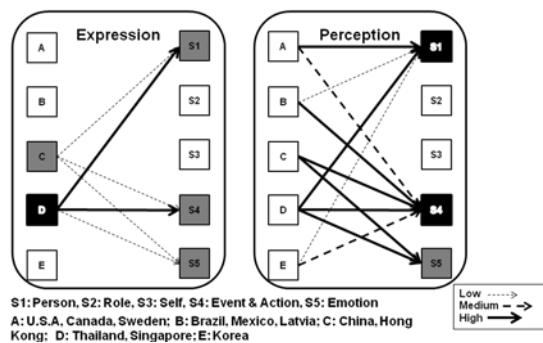 Expression
Perception
A
S1
A
S1
B
S2
B
S2
C
S3
C
S3
D
S4
D
S4
E
S5
E
S5
S1: Person, S2: Role, S3: Self, S4: Event & Action, S5: Emotion
A: U.S.A, Canada, Sweden; B: Brazil, Mexico, Latvia; C: China, Hong
Kong; D: Thailand, Singapore; E: Korea
Low
Medium
High